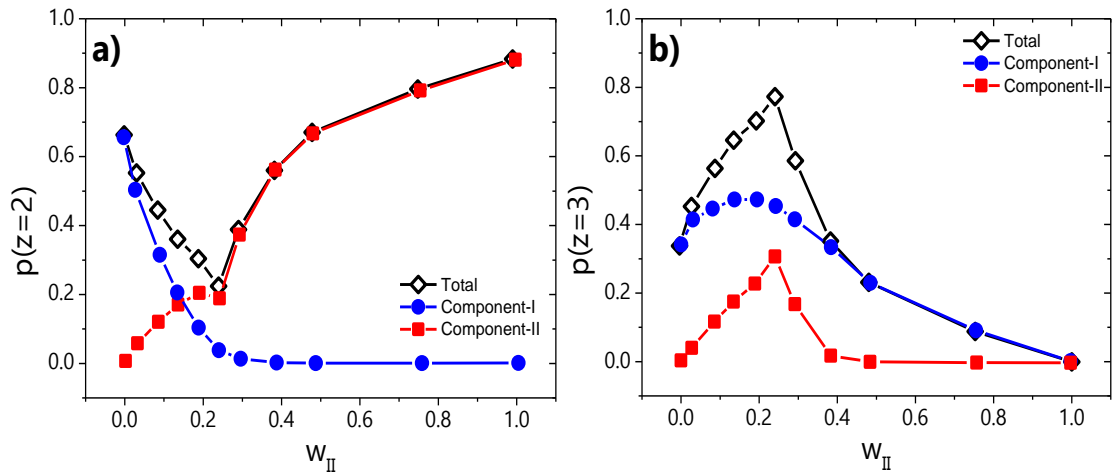 a)
1.0
0.8
0.6
0.4
0.2
0.0
p(z=2)
Total
Component-I
Component-II
0.0 0.2 0.4 0.6 0.8 1.0
W_II
b)
1.0
0.8
0.6
0.4
0.2
0.0
p(z=3)
Total
Component-I
Component-II
0.0 0.2 0.4 0.6 0.8 1.0
W_II